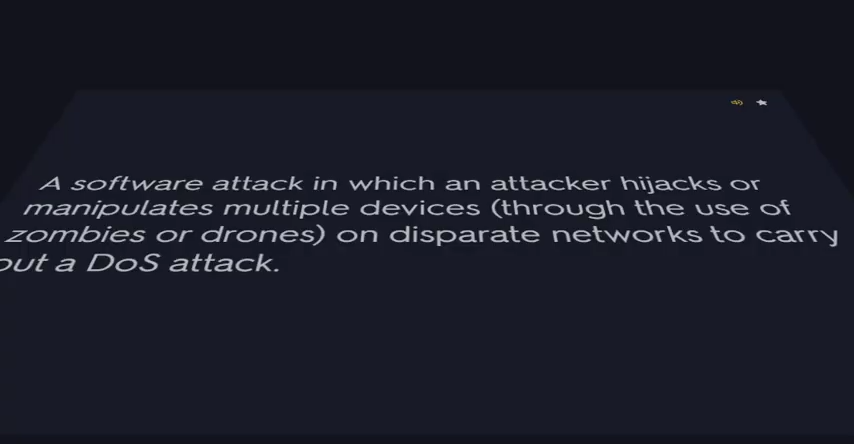 A software attack in which an attacker hijacks or
manipulates multiple devices (through the use of
zombies or drones) on disparate networks to carry
out a DoS attack.